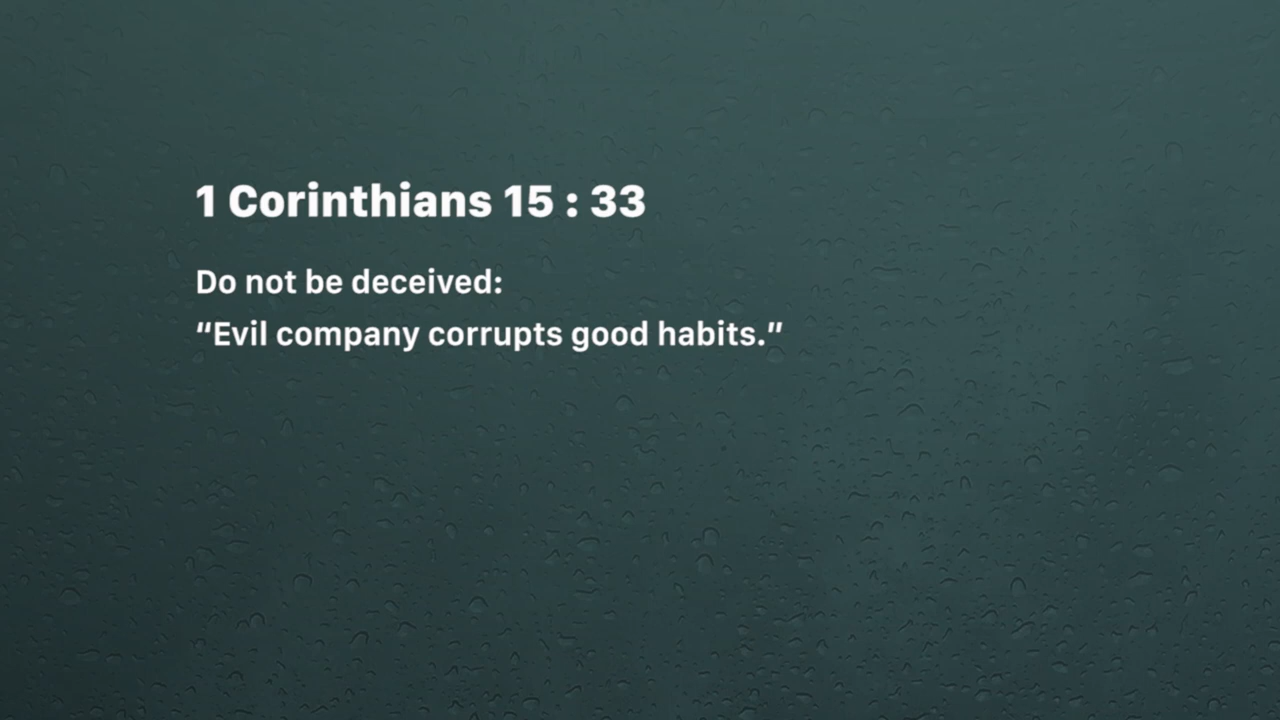 1 Corinthians 15 : 33
Do not be deceived:
“Evil company corrupts good habits.”